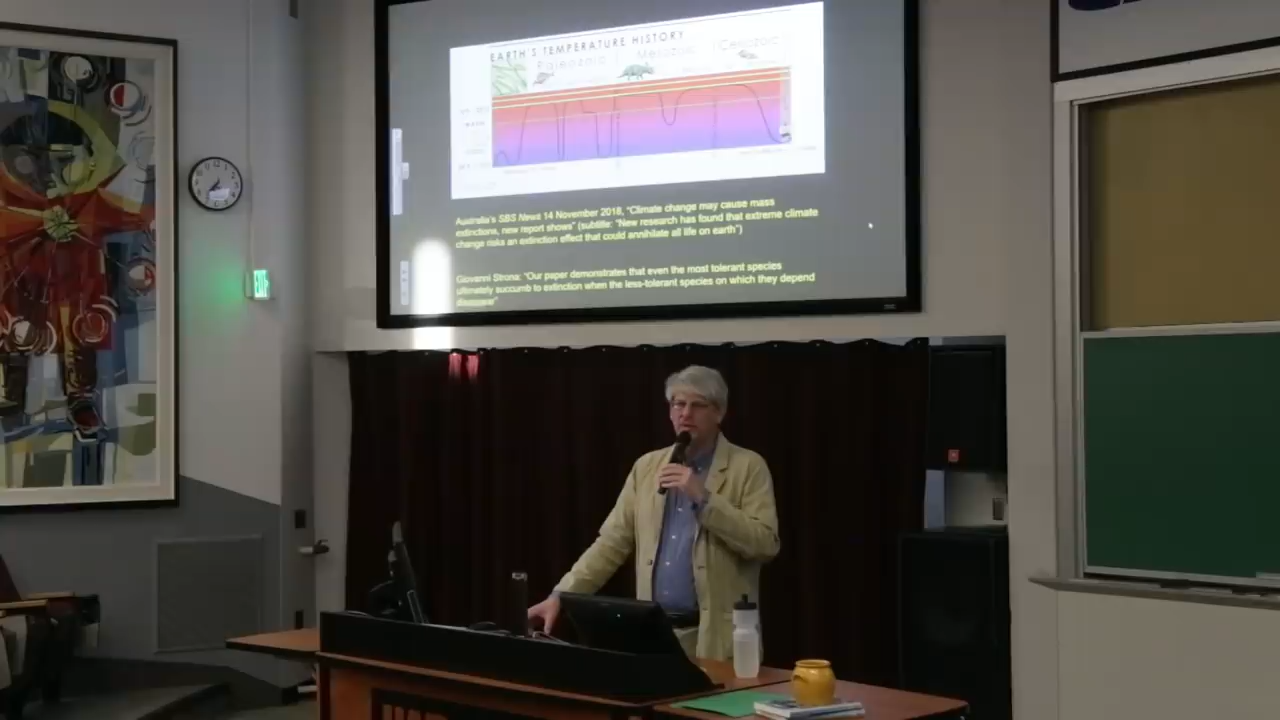 EARTH'S TEMPERATURE HISTORY
Paleozoic Mesozoic Cenozoic
Australia's SBS News 14 November 2018, "Climate change may cause mass
extinctions, new report shows" (subtitle: "New research has found that extreme climate
change risks an extinction effect that could annihilate all life on earth")
Giovanni Strona: "Our paper demonstrates that even the most tolerant species
ultimately succumb to extinction when the less-tolerant species on which they depend
disappear"
EXIT